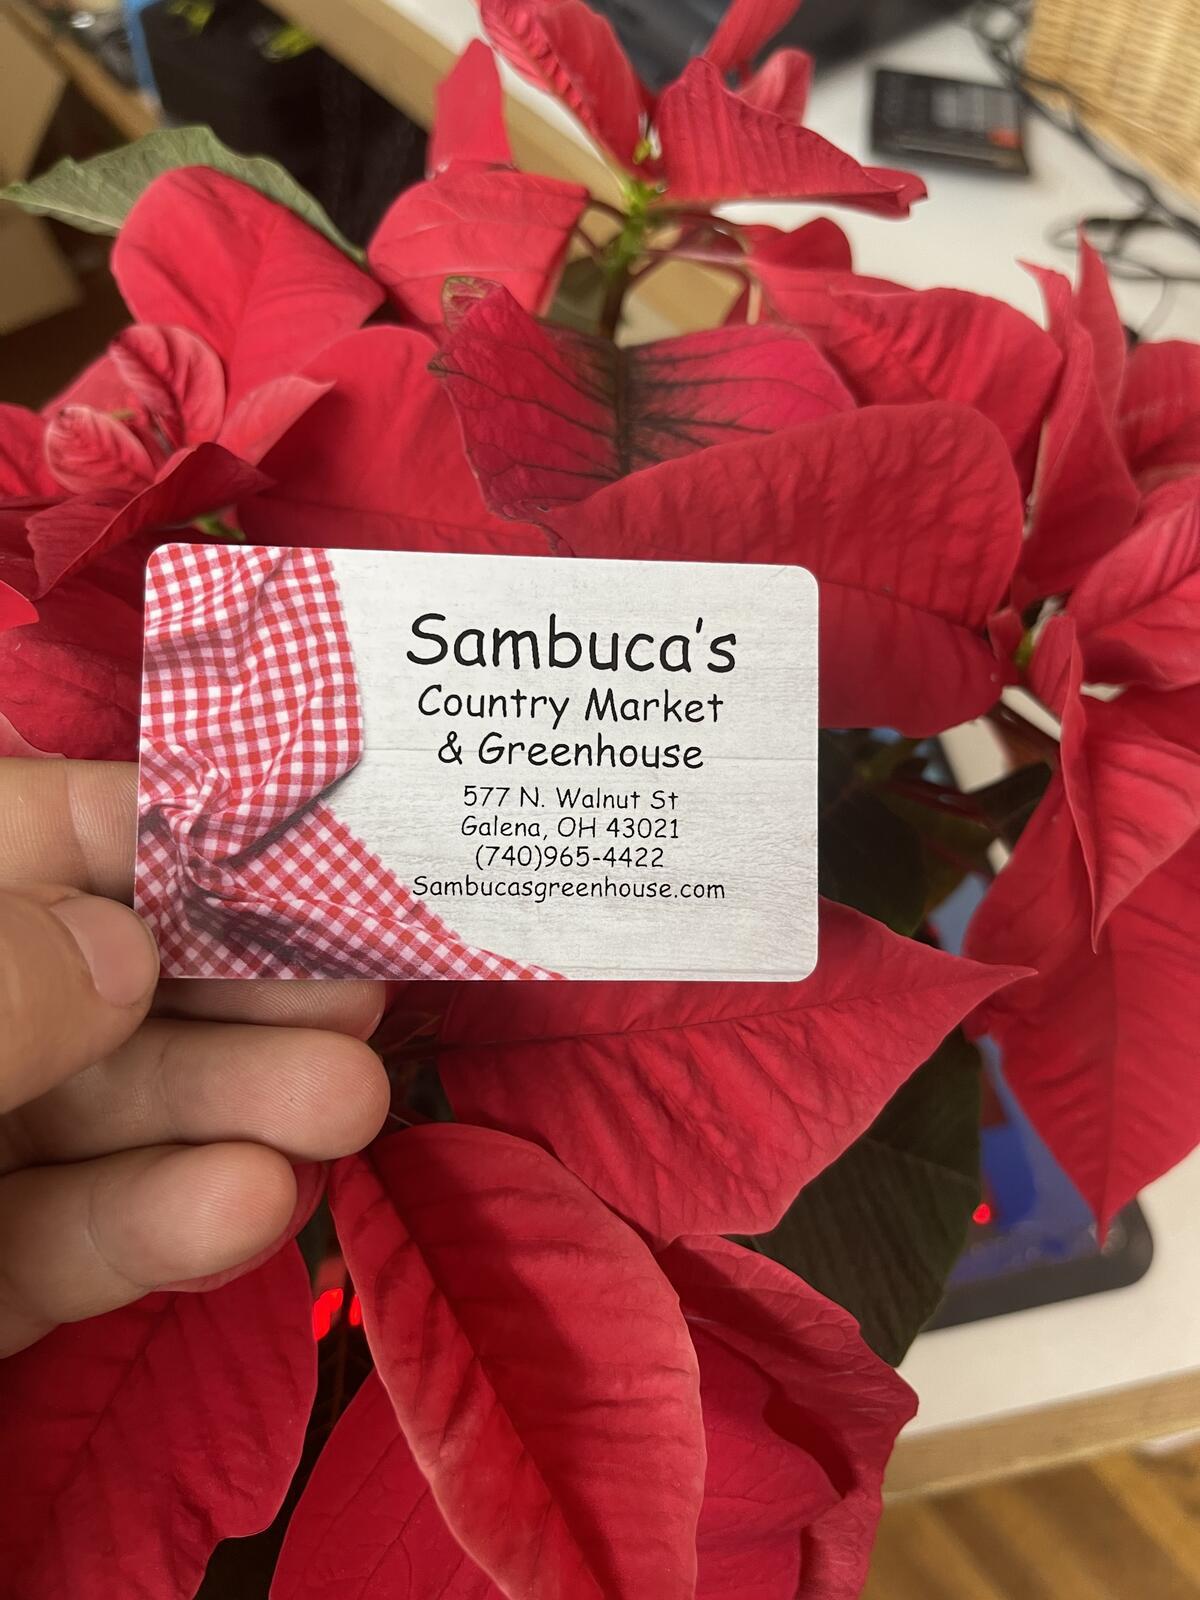 Sambuca's
Country Market
& Greenhouse
577 N. Walnut St
Galena, OH 43021
(740)965-4422
Sambucasgreenhouse.com